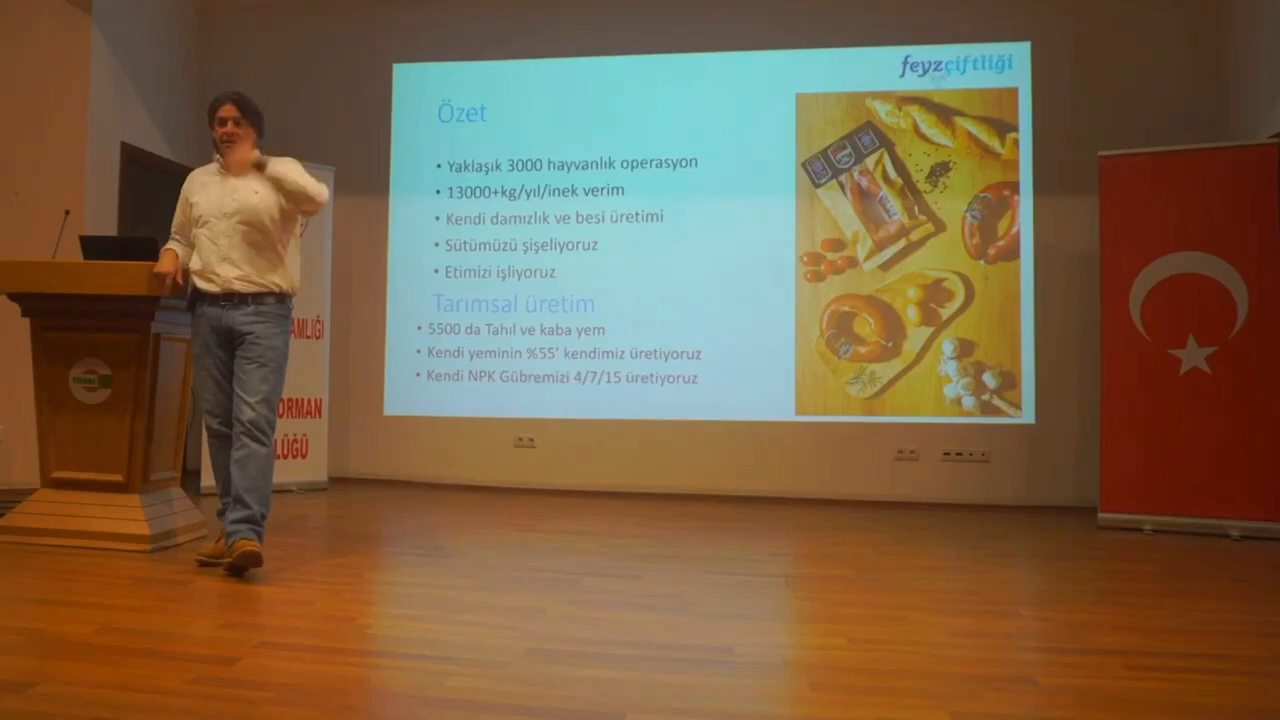 feyzçiftliği
Özet
• Yaklaşık 3000 hayvanlık operasyon
• 13000+kg/yıl/inek verim
• Kendi damızlık ve besi üretimi
• Sütümüzü şişeliyoruz
• Etimizi işliyoruz
Tarımsal üretim
• 5500 da Tahıl ve kaba yem
• Kendi yeminin %55' kendimiz üretiyoruz
• Kendi NPK Gübremizi 4/7/15 üretiyoruz
AMLIĞI
ORMAN
LÜĞÜ